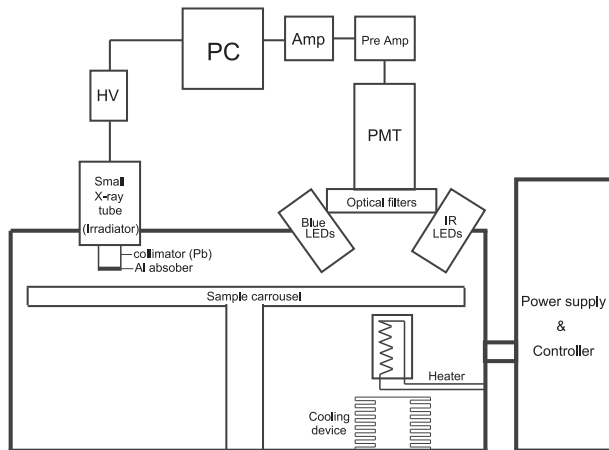 PC
Amp
Pre Amp
HV
PMT
Small
X-ray
tube
(Irradiator)
Optical filters
Blue
LEDs
IR
LEDs
collimator (Pb)
Al absober
Sample carrousel
Power supply
&
Controller
Heater
Cooling
device